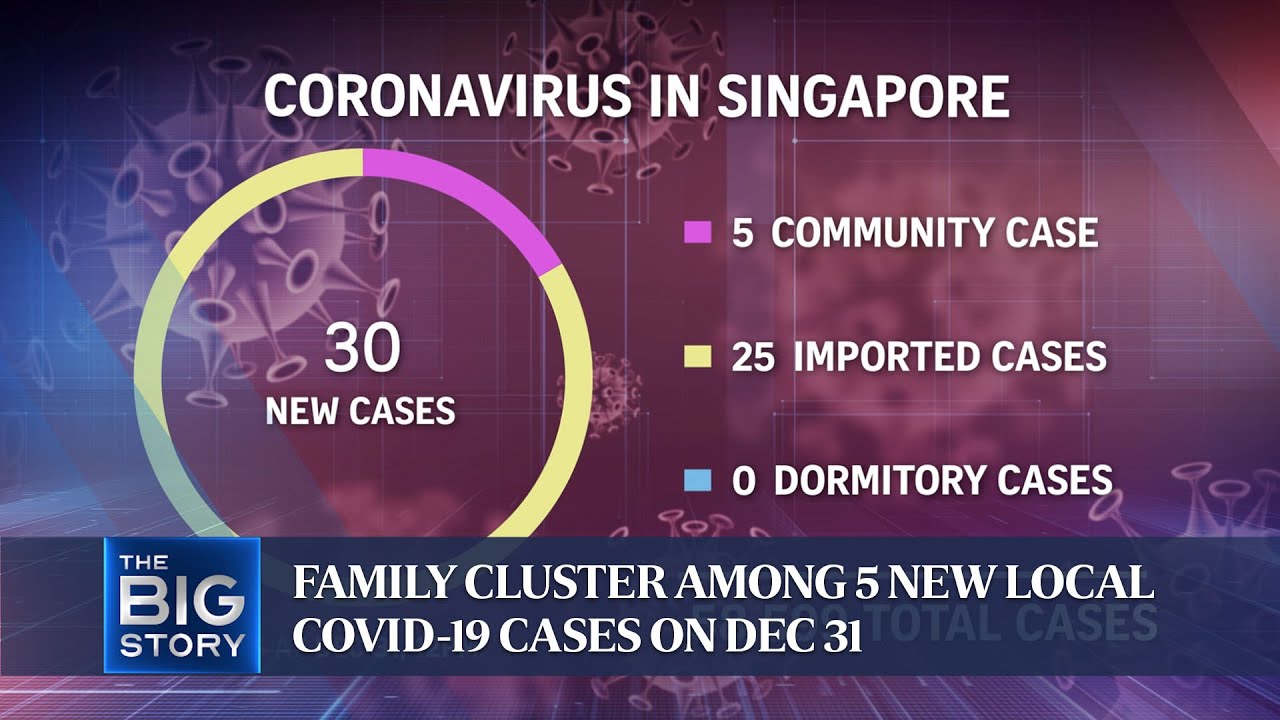 CORONAVIRUS IN SINGAPORE
5 COMMUNITY CASE
30
NEW CASES
25 IMPORTED CASES
0 DORMITORY CASES
THE
BIG
STORY
FAMILY CLUSTER AMONG 5 NEW LOCAL
COVID-19 CASES ON DEC 31
TOTAL CASES